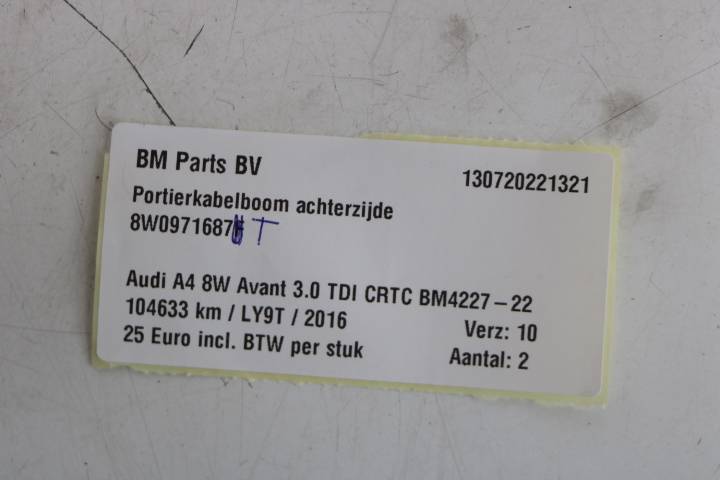 BM Parts BV
130720221321
Portierkabelboom achterzijde
8W0971687 T
Audi A4 8W Avant 3.0 TDI CRTC BM4227-22
104633 km / LY9T / 2016
Verz: 10
25 Euro incl. BTW per stuk
Aantal: 2